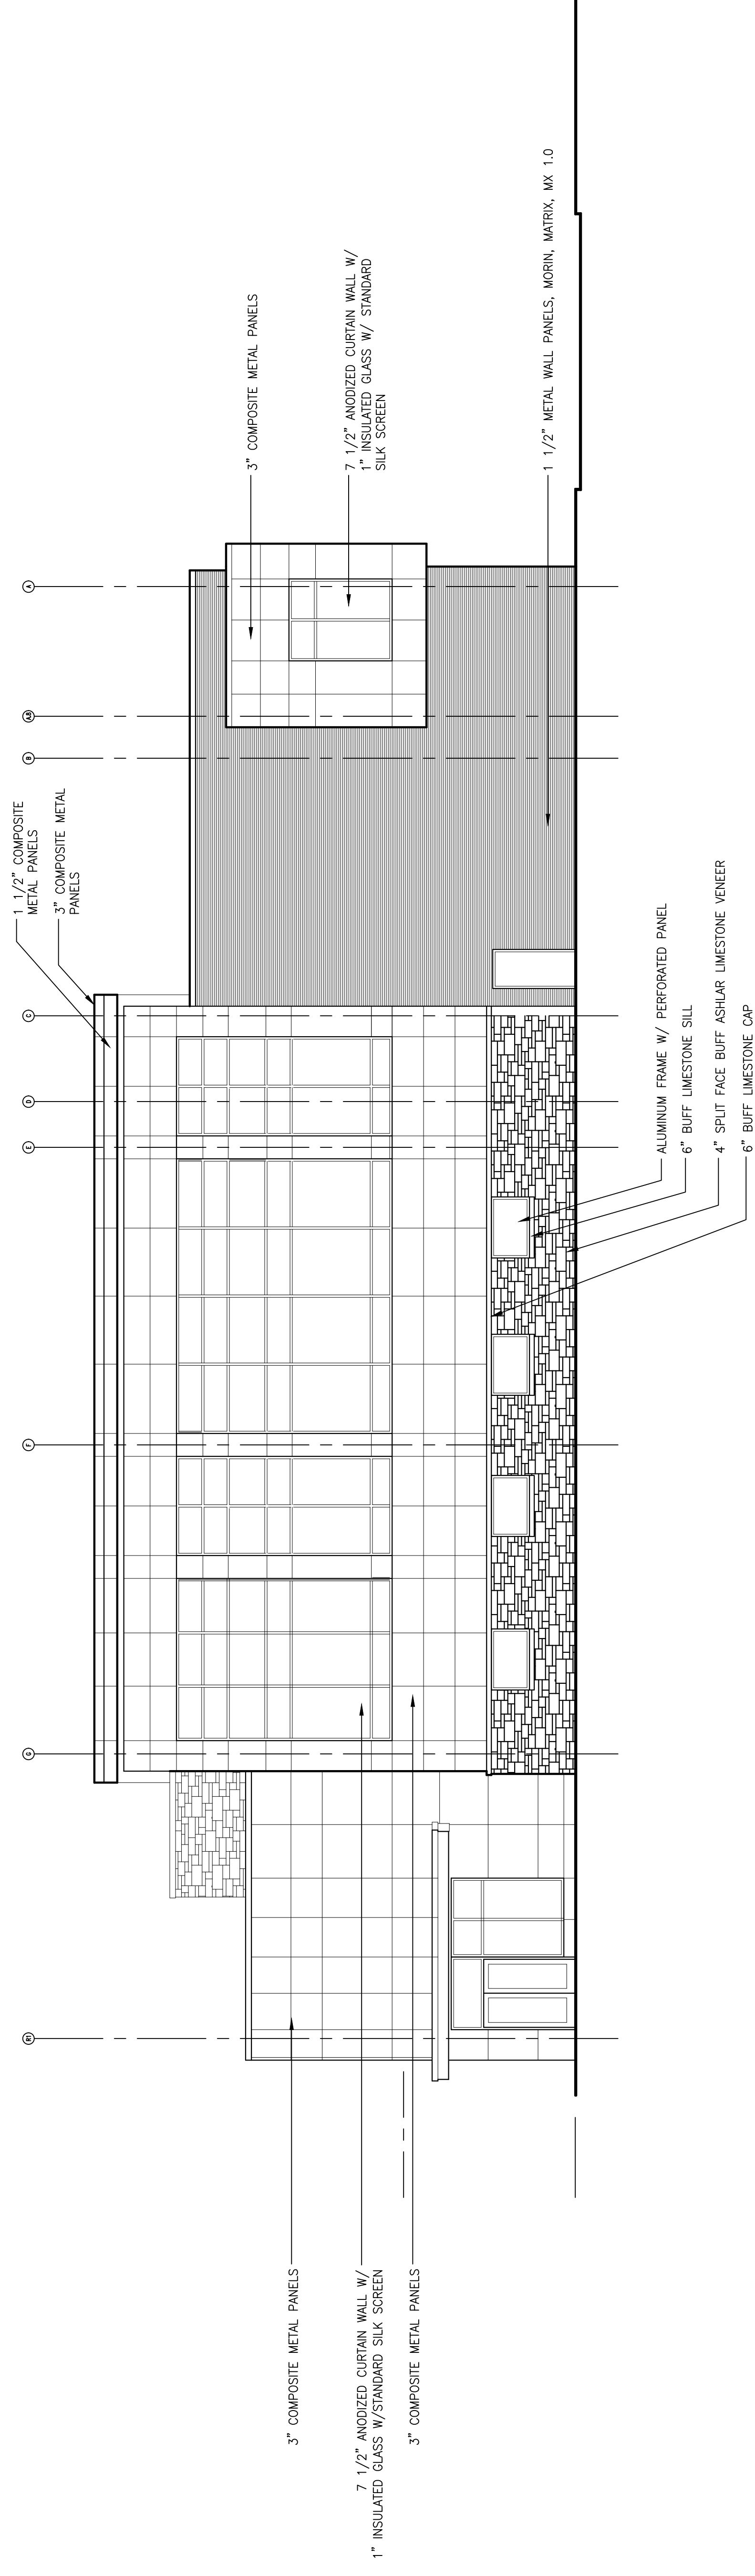 R1
G
F
E
D
C
B
A.8
A
1 1/2" COMPOSITE
METAL PANELS
3" COMPOSITE METAL
PANELS
3" COMPOSITE METAL PANELS
7 1/2" ANODIZED CURTAIN WALL W/
1" INSULATED GLASS W/ STANDARD
SILK SCREEN
1 1/2" METAL WALL PANELS, MORIN, MATRIX, MX 1.0
3" COMPOSITE METAL PANELS
7 1/2" ANODIZED CURTAIN WALL W/
1" INSULATED GLASS W/STANDARD SILK SCREEN
3" COMPOSITE METAL PANELS
ALUMINUM FRAME W/ PERFORATED PANEL
6" BUFF LIMESTONE SILL
4" SPLIT FACE BUFF ASHLAR LIMESTONE VENEER
6" BUFF LIMESTONE CAP